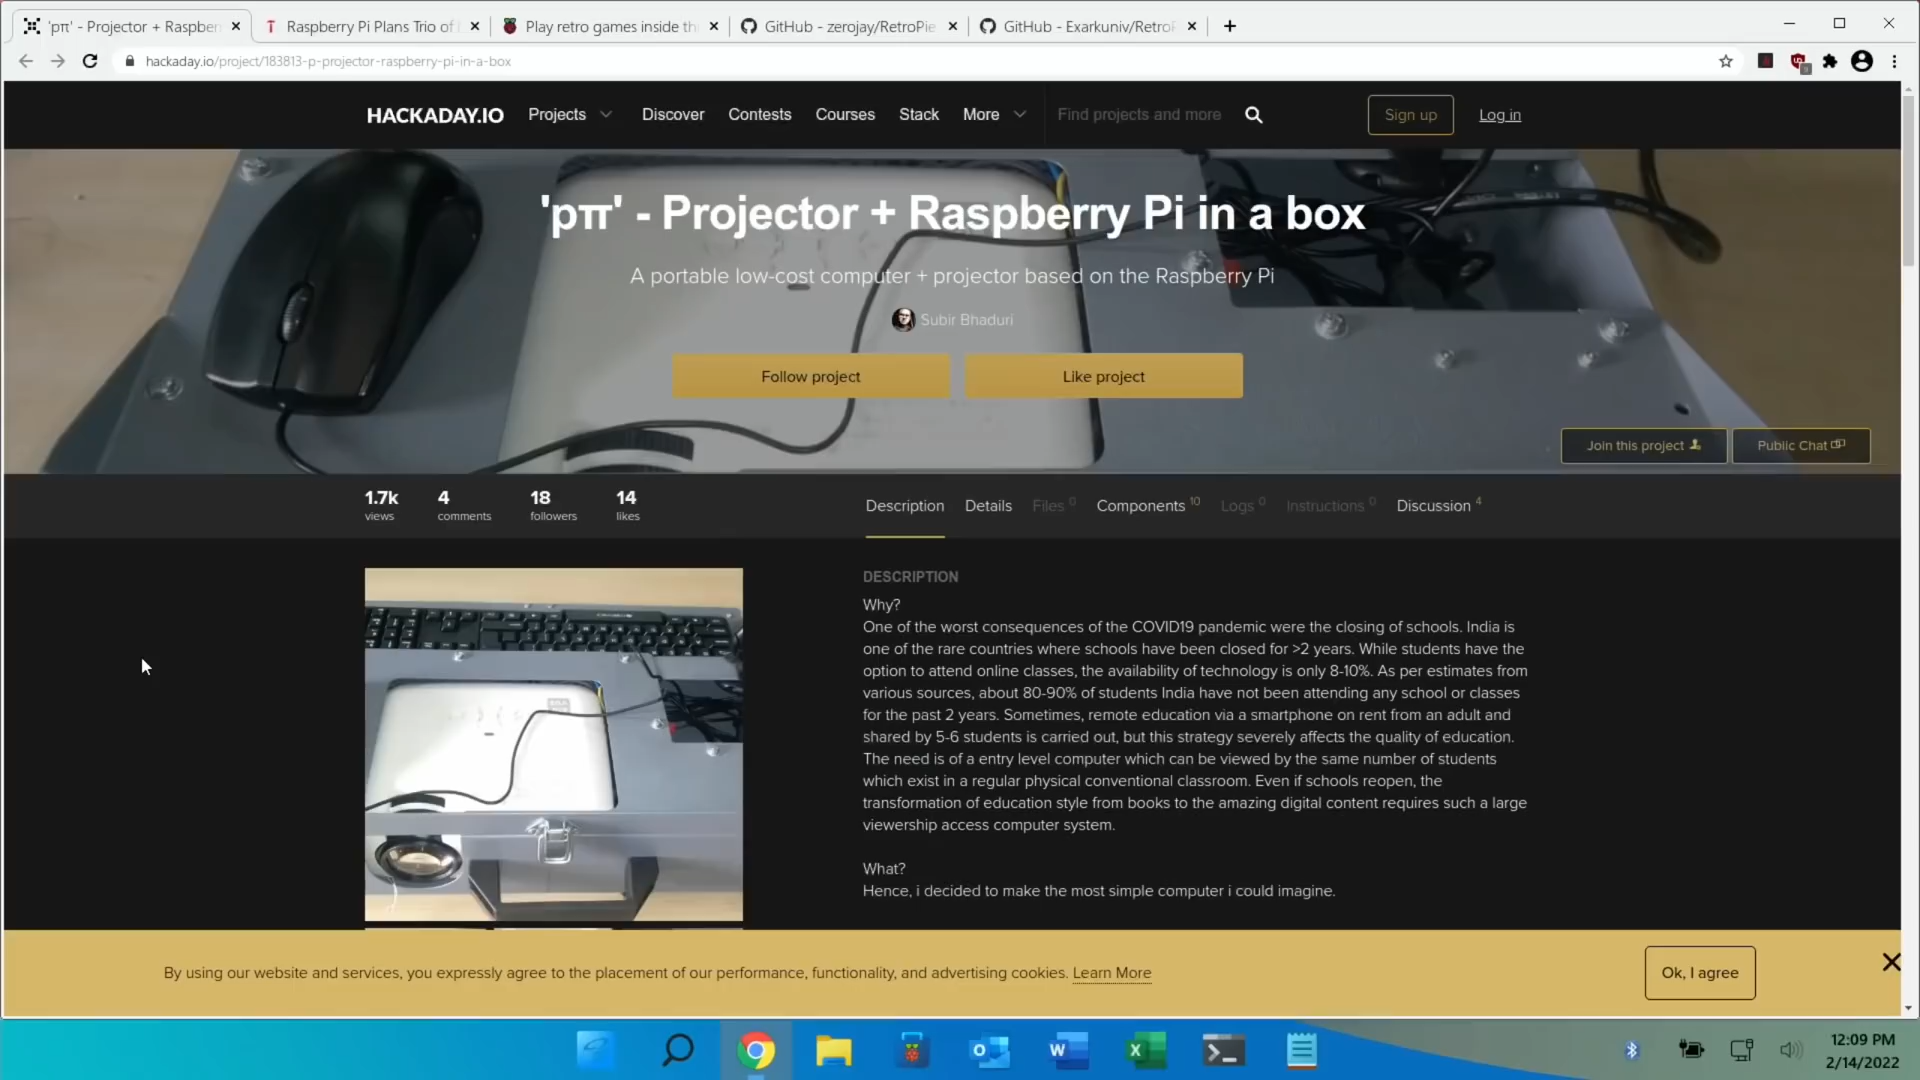 'pπ' - Projector + Raspber
Raspberry Pi Plans Trio of
Play retro games inside th
GitHub - zerojay/RetroPie
GitHub - Exarkuniv/RetroP
hackaday.io/project/183813-p-projector-raspberry-pi-in-a-box
HACKADAY.IO Projects Discover Contests Courses Stack More Find projects and more Sign up Log in
'pπ' - Projector + Raspberry Pi in a box
A portable low-cost computer + projector based on the Raspberry Pi
Subir Bhaduri
Follow project Like project
Join this project Public Chat
1.7k views
4 comments
18 followers
14 likes
Description Details Files 0 Components 10 Logs 0 Instructions 0 Discussion 4
DESCRIPTION
Why?
One of the worst consequences of the COVID19 pandemic were the closing of schools. India is
one of the rare countries where schools have been closed for >2 years. While students have the
option to attend online classes, the availability of technology is only 8-10%. As per estimates from
various sources, about 80-90% of students India have not been attending any school or classes
for the past 2 years. Sometimes, remote education via a smartphone on rent from an adult and
shared by 5-6 students is carried out, but this strategy severely affects the quality of education.
The need is of a entry level computer which can be viewed by the same number of students
which exist in a regular physical conventional classroom. Even if schools reopen, the
transformation of education style from books to the amazing digital content requires such a large
viewership access computer system.
What?
Hence, i decided to make the most simple computer i could imagine.
By using our website and services, you expressly agree to the placement of our performance, functionality, and advertising cookies. Learn More
Ok, I agree
12:09 PM
2/14/2022